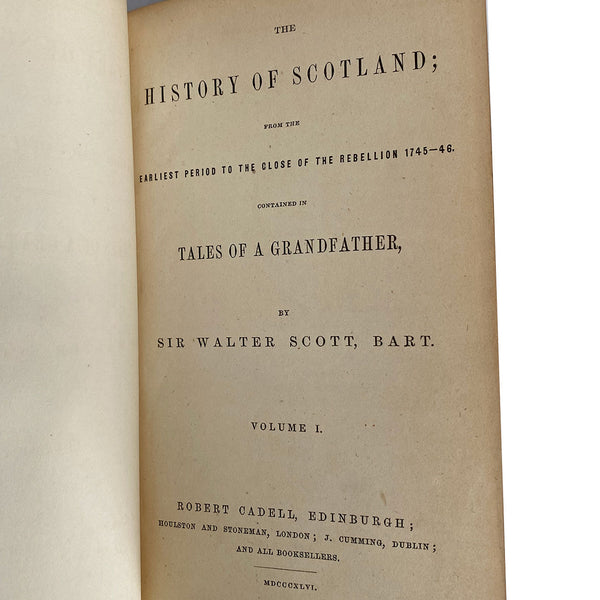 THE
HISTORY OF SCOTLAND;
FROM THE
EARLIEST PERIOD TO THE CLOSE OF THE REBELLION 1745—46.
CONTAINED IN
TALES OF A GRANDFATHER,
BY
SIR WALTER SCOTT, BART.
VOLUME I.
ROBERT CADELL, EDINBURGH;
HOULSTON AND STONEMAN, LONDON; J. CUMMING, DUBLIN;
AND ALL BOOKSELLERS.
MDCCCXLVI.